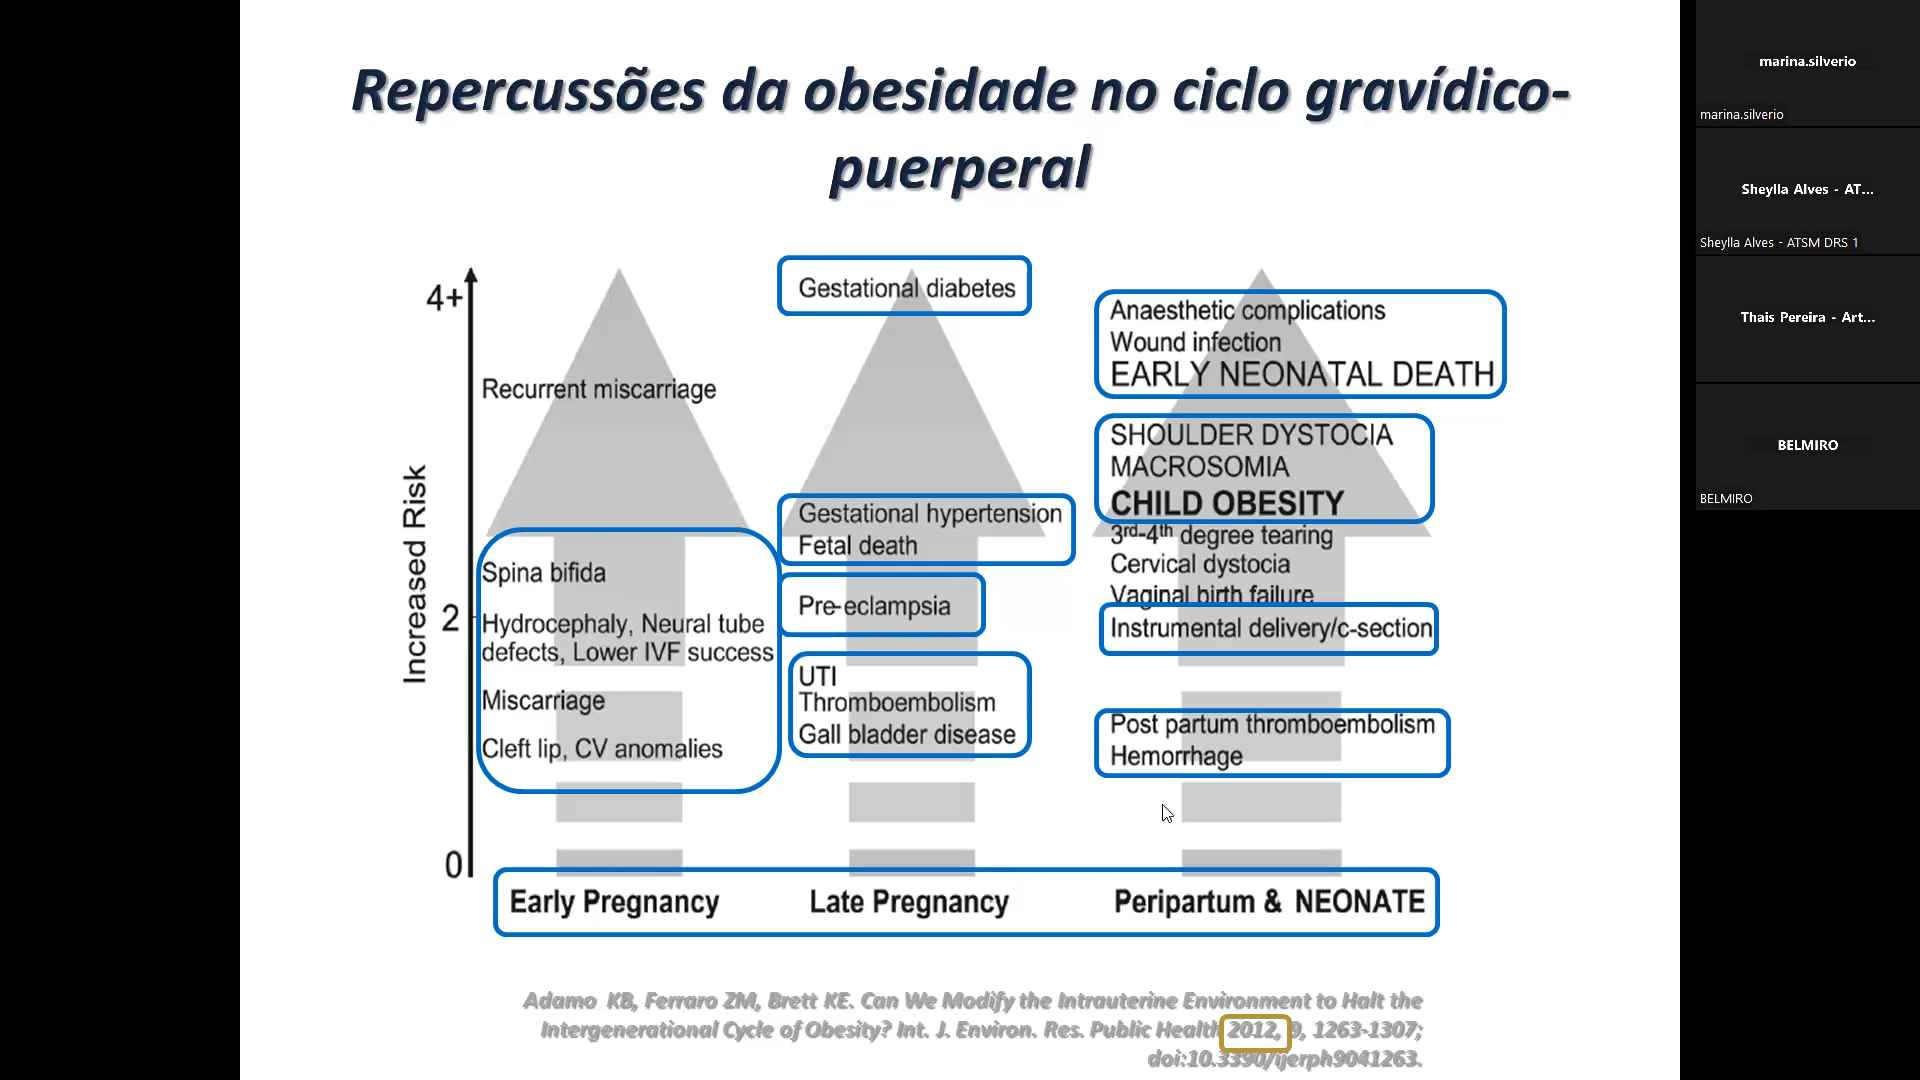 Repercussões da obesidade no ciclo gravídico-
puerperal
4+
2
0
Increased Risk
Recurrent miscarriage
Spina bifida
Hydrocephaly, Neural tube
defects, Lower IVF success
Miscarriage
Cleft lip, CV anomalies
Gestational diabetes
Gestational hypertension
Fetal death
Pre-eclampsia
UTI
Thromboembolism
Gall bladder disease
Anaesthetic complications
Wound infection
EARLY NEONATAL DEATH
SHOULDER DYSTOCIA
MACROSOMIA
CHILD OBESITY
3rd-4th degree tearing
Cervical dystocia
Vaginal birth failure
Instrumental delivery/c-section
Post partum thromboembolism
Hemorrhage
Early Pregnancy
Late Pregnancy
Peripartum & NEONATE
Adamo KB, Ferraro ZM, Brett KE. Can We Modify the Intrauterine Environment to Halt the
Intergenerational Cycle of Obesity? Int. J. Environ. Res. Public Health 2012, 9, 1263-1307;
doi:10.3390/ijerph9041263.
marina.silverio
marina.silverio
Sheylla Alves - AT...
Sheylla Alves - ATSM DRS 1
Thais Pereira - Art...
BELMIRO
BELMIRO